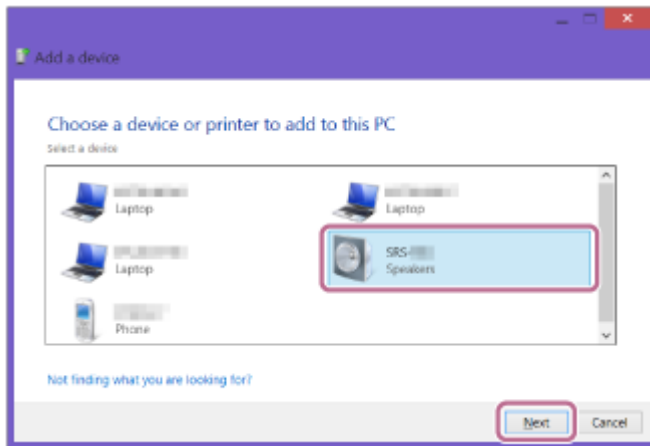 Add a device
Choose a device or printer to add to this PC
Select a device
Laptop
Laptop
Laptop
SRS-
Speakers
Phone
Not finding what you are looking for?
Next
Cancel